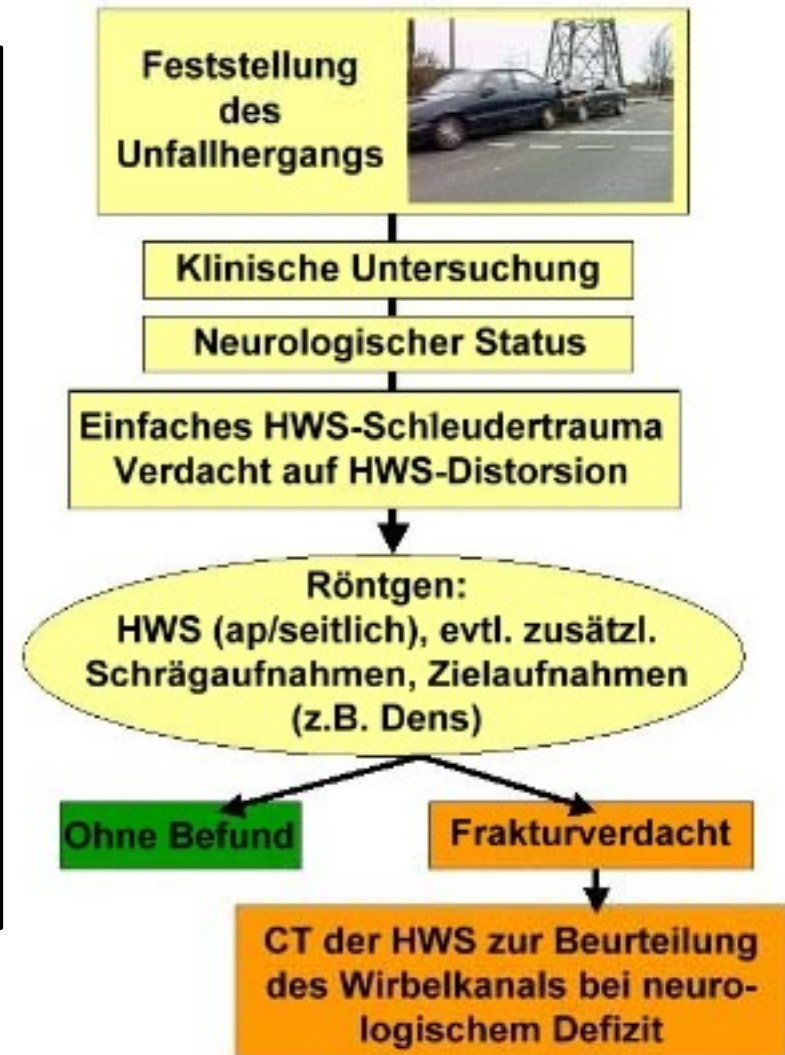 Feststellung
des
Unfallhergangs
Klinische Untersuchung
Neurologischer Status
Einfaches HWS-Schleudertrauma
Verdacht auf HWS-Distorsion
Röntgen:
HWS (ap/seitlich), evtl. zusätzl.
Schrägaufnahmen, Zielaufnahmen
(z.B. Dens)
Ohne Befund
Frakturverdacht
CT der HWS zur Beurteilung
des Wirbelkanals bei neuro-
logischem Defizit